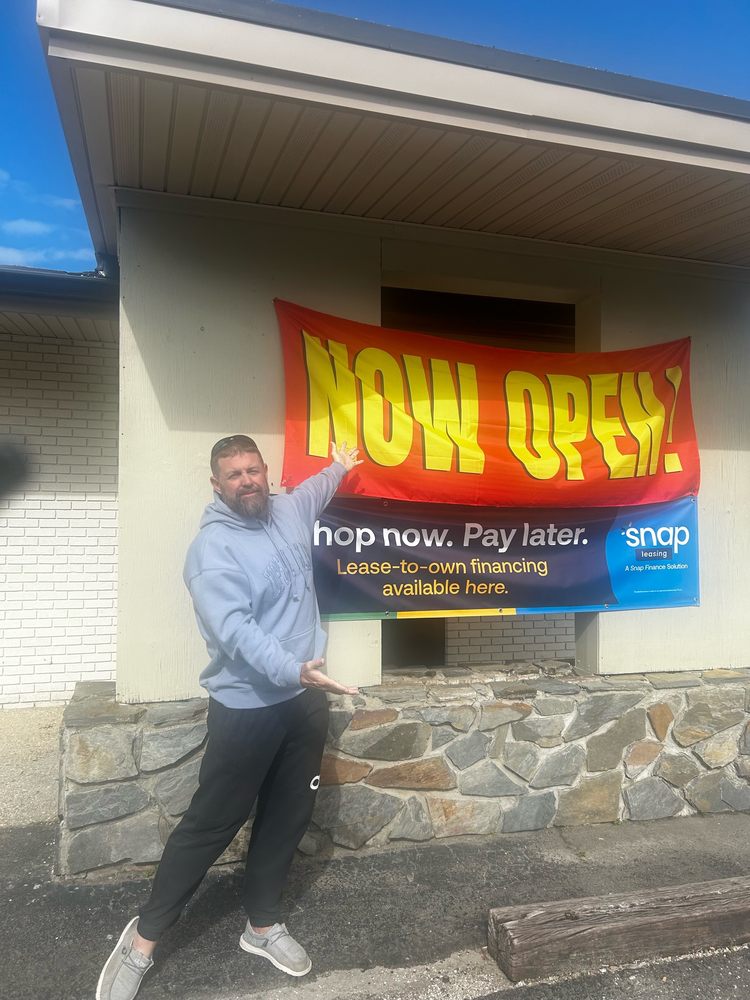 NOW OPEN!
hop now. Pay later.
Lease-to-own financing
available here.
snap
leasing
A Snap Finance Solution